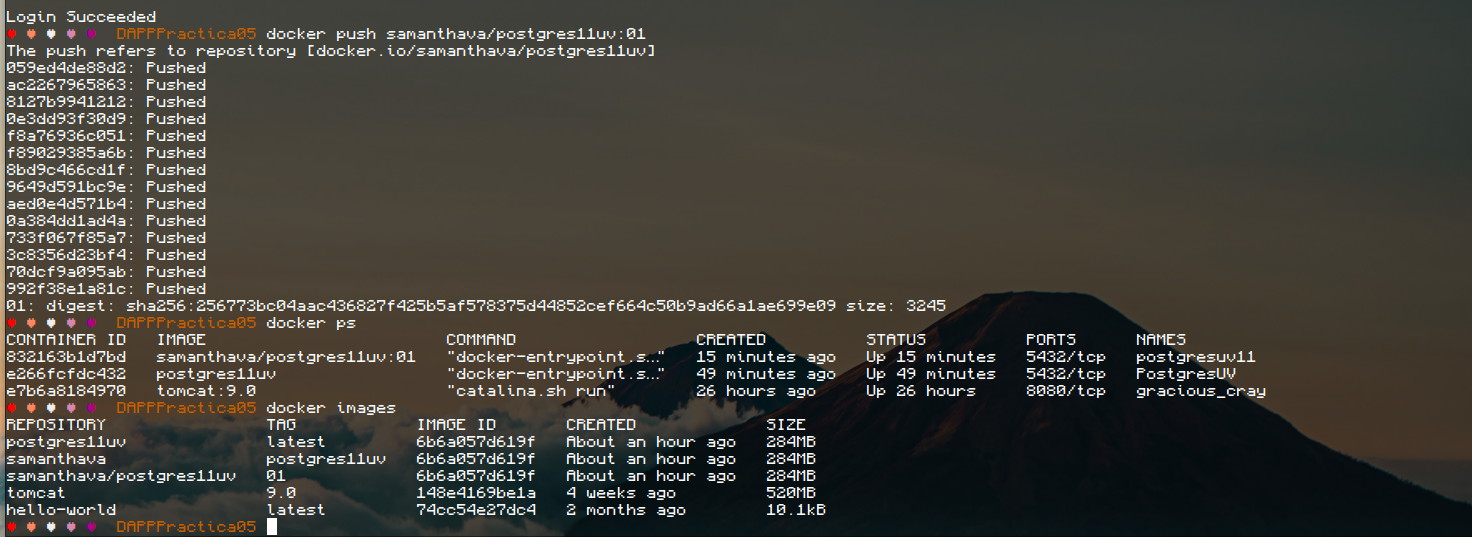 Login Succeeded
♥ ♥ ♥ ♥ ♥ DAPPPractica05 docker push samanthava/postgres11uv:01
The push refers to repository [docker.io/samanthava/postgres11uv]
059ed4de88d2: Pushed
ac2267965863: Pushed
8127b9941212: Pushed
0e3dd93f30d9: Pushed
f8a76936c051: Pushed
f89029385a6b: Pushed
8bd9c466cd1f: Pushed
9649d591bc9e: Pushed
aed0e4d571b4: Pushed
0a384dd1ad4a: Pushed
733f067f85a7: Pushed
3c8356d23bf4: Pushed
70dcf9a095ab: Pushed
992f38e1a81c: Pushed
01: digest: sha256:256773bc04aac436827f425b5af578375d44852cef664c50b9ad66a1ae699e09 size: 3245
♥ ♥ ♥ ♥ ♥ DAPPPractica05 docker ps
CONTAINER ID IMAGE COMMAND CREATED STATUS PORTS NAMES
832163b1d7bd samanthava/postgres11uv:01 "docker-entrypoint.s…" 15 minutes ago Up 15 minutes 5432/tcp postgresuv11
e266fcfdc432 postgres11uv "docker-entrypoint.s…" 49 minutes ago Up 49 minutes 5432/tcp PostgresUV
e7b6a8184970 tomcat:9.0 "catalina.sh run" 26 hours ago Up 26 hours 8080/tcp gracious_cray
♥ ♥ ♥ ♥ ♥ DAPPPractica05 docker images
REPOSITORY TAG IMAGE ID CREATED SIZE
postgres11uv latest 6b6a057d619f About an hour ago 284MB
samanthava postgres11uv 6b6a057d619f About an hour ago 284MB
samanthava/postgres11uv 01 6b6a057d619f About an hour ago 284MB
tomcat 9.0 148e4169be1a 4 weeks ago 520MB
hello-world latest 74cc54e27dc4 2 months ago 10.1kB
♥ ♥ ♥ ♥ ♥ DAPPPractica05